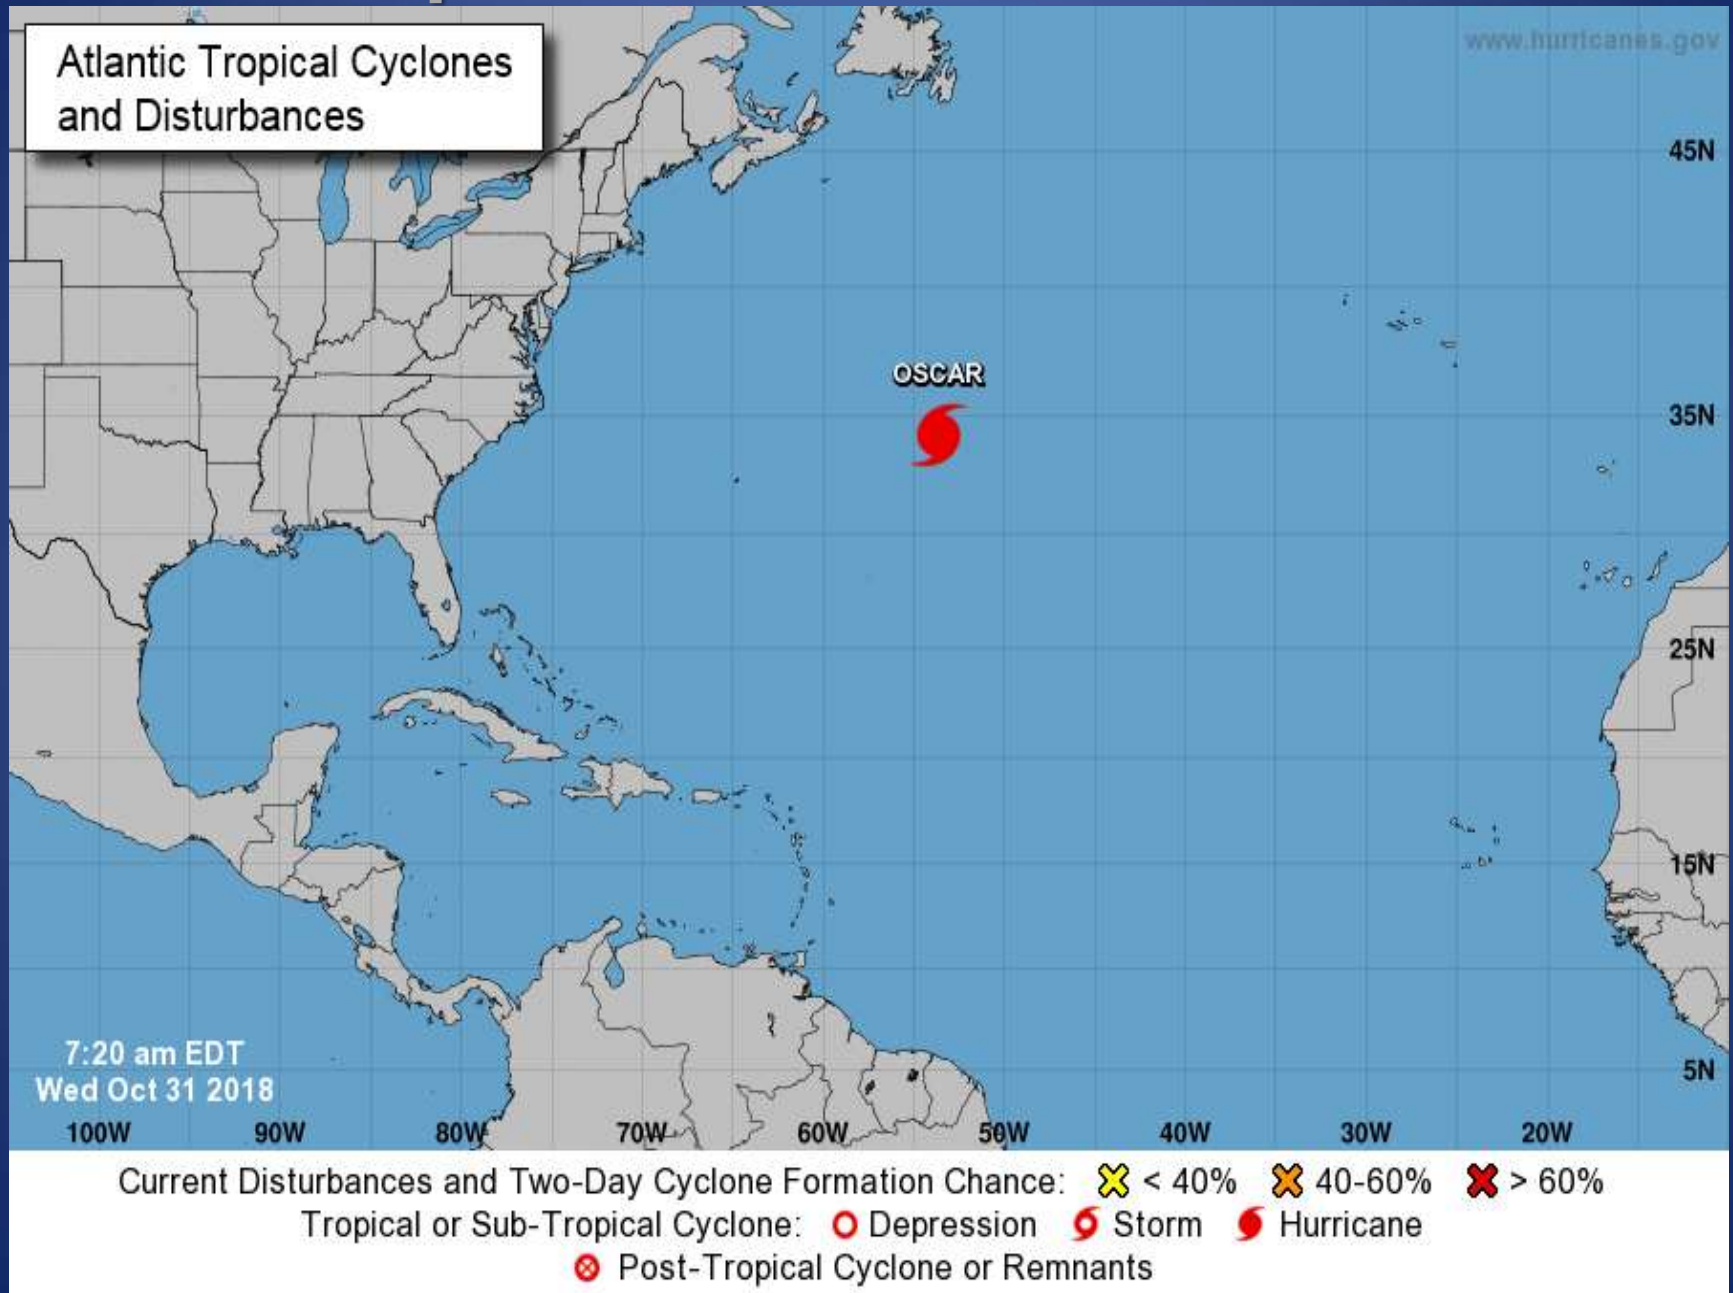 Atlantic Tropical Cyclones
and Disturbances
www.hurricanes.gov
45N
OSCAR
35N
25N
15N
5N
7:20 am EDT
Wed Oct 31 2018
100W 90W 80W 70W 60W 50W 40W 30W 20W
Current Disturbances and Two-Day Cyclone Formation Chance: < 40% 40-60% > 60%
Tropical or Sub-Tropical Cyclone: Depression Storm Hurricane
Post-Tropical Cyclone or Remnants